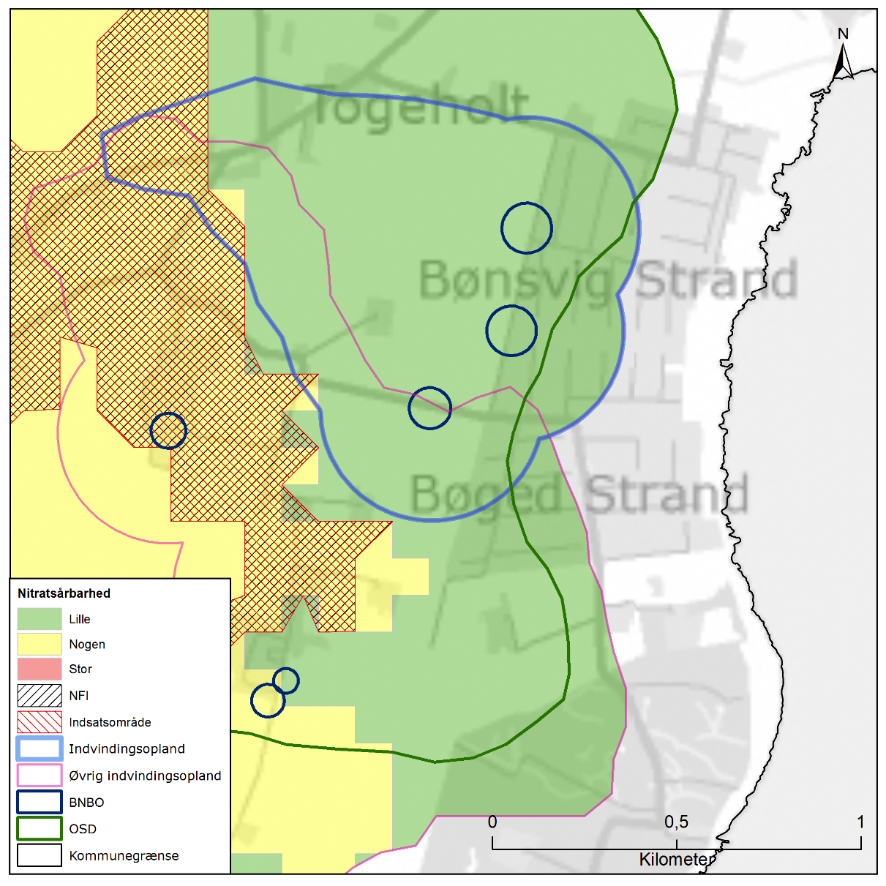 N
Togeholt
Bønsvig Strand
Bøged Strand
Nitratsårbarhed
Lille
Nogen
Stor
NFI
Indsatsområde
Indvindingsopland
Øvrig indvindingsopland
BNBO
OSD
Kommunegrænse
0 0,5 1
Kilometer